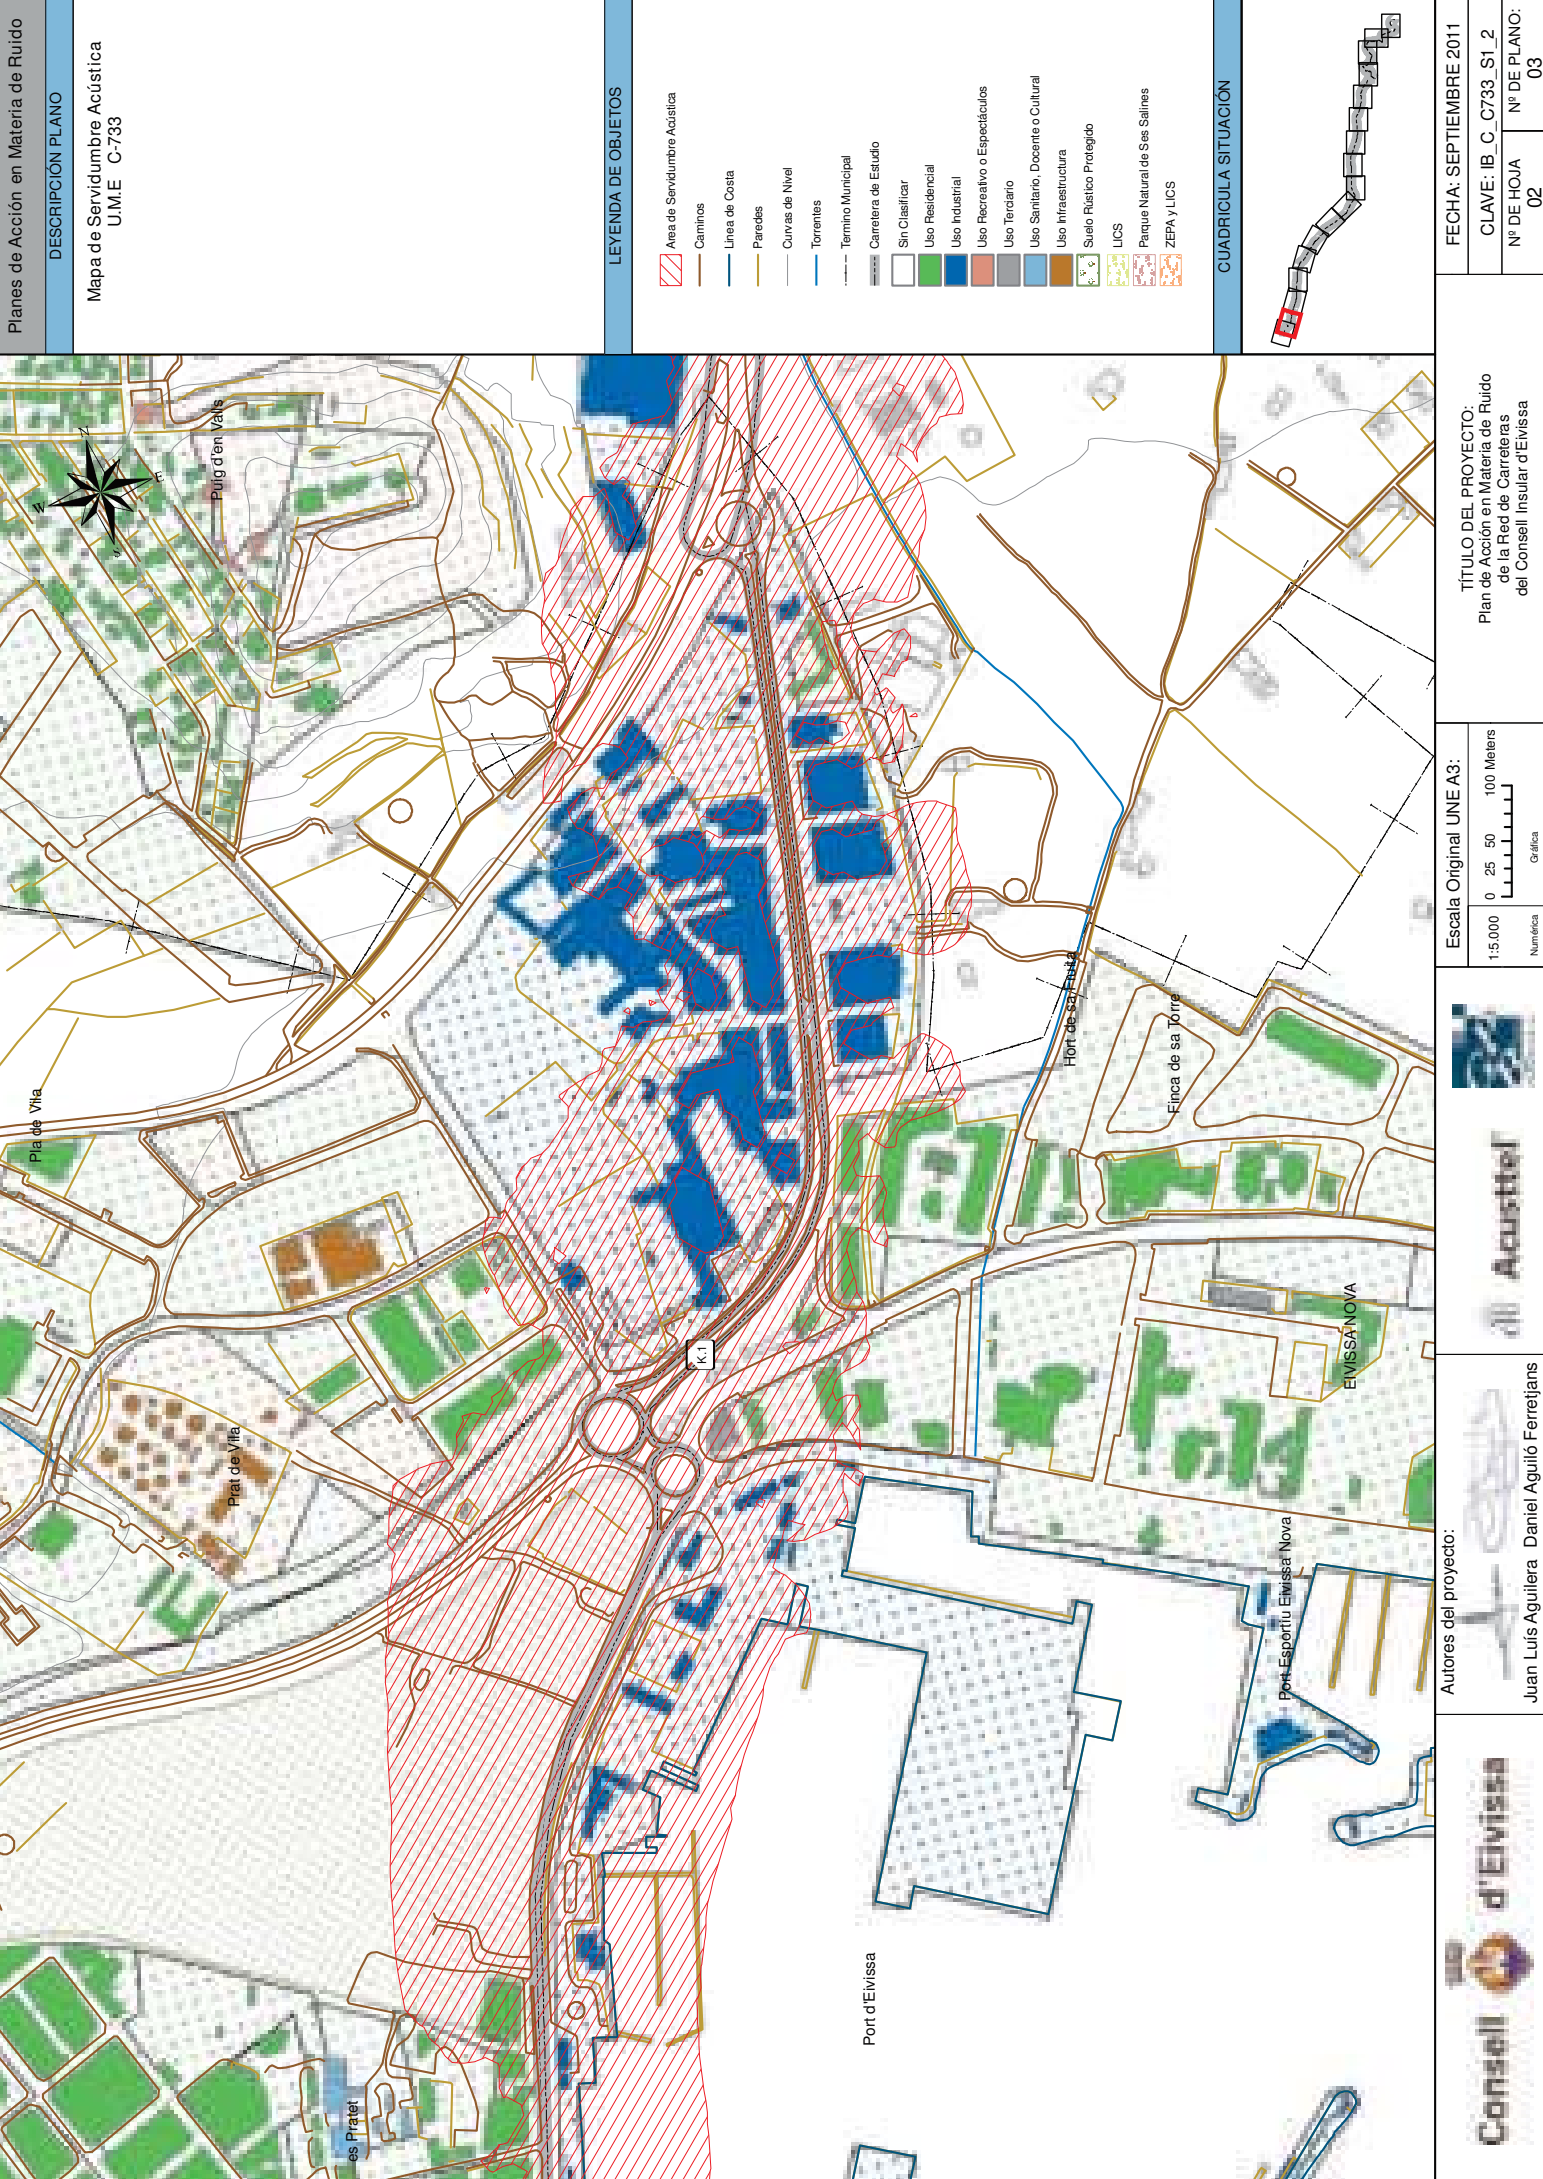 Planes de Acción en Materia de Ruido
DESCRIPCIÓN PLANO
Mapa de Servidumbre Acústica
U.M.E C-733
LEYENDA DE OBJETOS
Area de Servidumbre Aústica
Caminos
Linea de Costa
Paredes
Curvas de Nivel
Torrentes
Termino Municipal
Carretera de Estudio
Sin Clasificar
Uso Residencial
Uso Industrial
Uso Recreativo o Espectáculos
Uso Terciario
Uso Sanitario, Docente o Cultural
Uso Infraestructura
Suelo Rústico Protegido
LICS
Parque Natural de Ses Salines
ZEPA y LICS
CUADRICULA SITUACIÓN
FECHA: SEPTIEMBRE 2011
CLAVE: IB_C_C733_S1_2
Nº DE HOJA
02
Nº DE PLANO:
03
TÍTULO DEL PROYECTO:
Plan de Acción en Materia de Ruido
de la Red de Carreteras
del Consell Insular d'Eivissa
Escala Original UNE A3:
1:5.000
Numérica
0 25 50 100 Meters
Gráfica
Acusttel
Autores del proyecto:
Juan Luís Aguilera Daniel Aguiló Ferretjans
Consell d'Eivissa
Puig d'en Valls
N
E
S
W
Pla de Vila
Prat de Vila
es Pratet
K.1
Hort de sa Fruita
Finca de sa Torre
EIVISSA NOVA
Port Esportiu Eivissa Nova
Port d'Eivissa